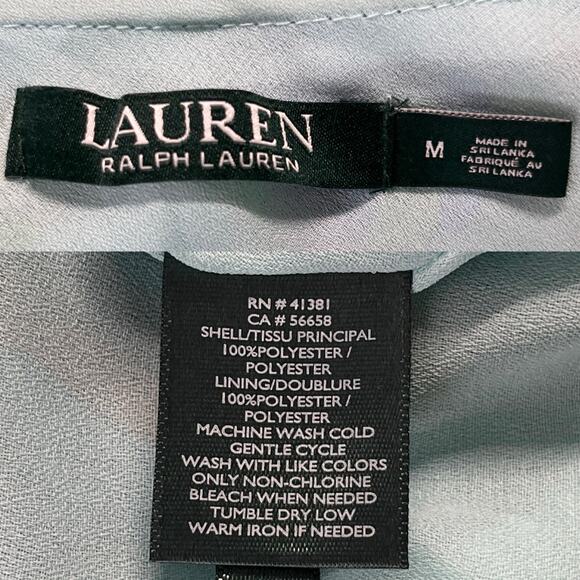 LAUREN
RALPH LAUREN
M
MADE IN
SRI LANKA
FABRIQUÉ AU
SRI LANKA
RN # 41381
CA # 56658
SHELL/TISSU PRINCIPAL
100%POLYESTER /
POLYESTER
LINING/DOUBLURE
100%POLYESTER /
POLYESTER
MACHINE WASH COLD
GENTLE CYCLE
WASH WITH LIKE COLORS
ONLY NON-CHLORINE
BLEACH WHEN NEEDED
TUMBLE DRY LOW
WARM IRON IF NEEDED